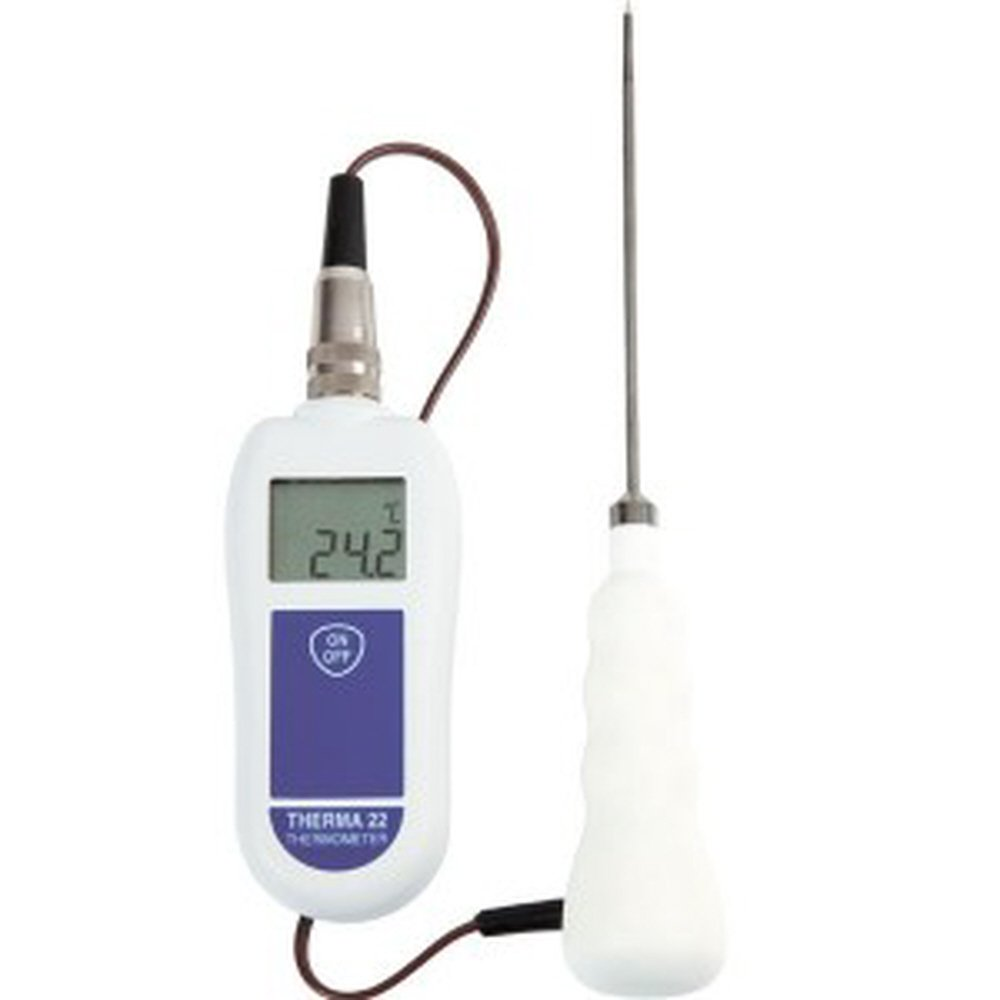 ℃
24.2
ON
OFF
THERMA 22
THERMOMETER